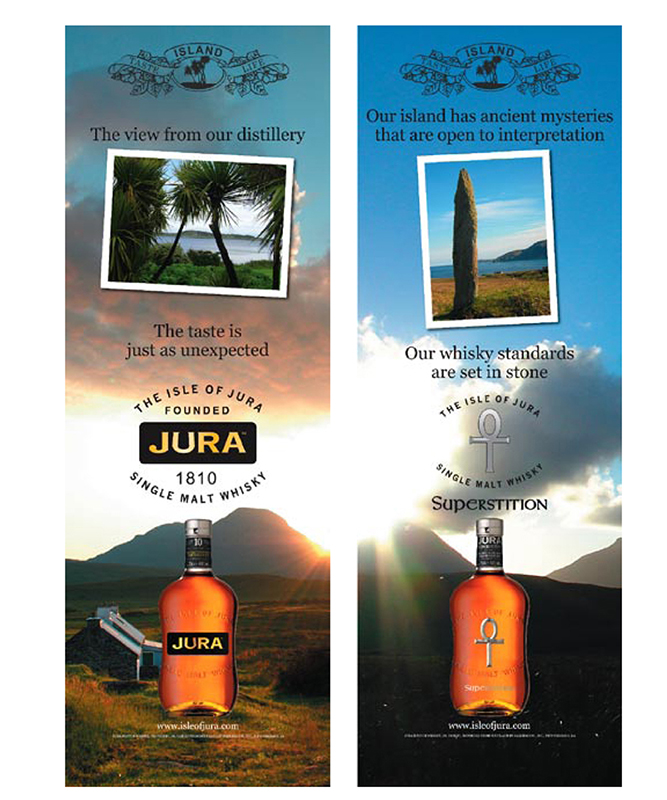 ISLAND
TASTE LIFE
The view from our distillery
The taste is
just as unexpected
THE ISLE OF JURA
FOUNDED
JURA
1810
SINGLE MALT WHISKY
10
JURA
www.isleofjura.com
ISLAND
TASTE LIFE
Our island has ancient mysteries
that are open to interpretation
Our whisky standards
are set in stone
THE ISLE OF JURA
SINGLE MALT WHISKY
Superstition
JURA
www.isleofjura.com